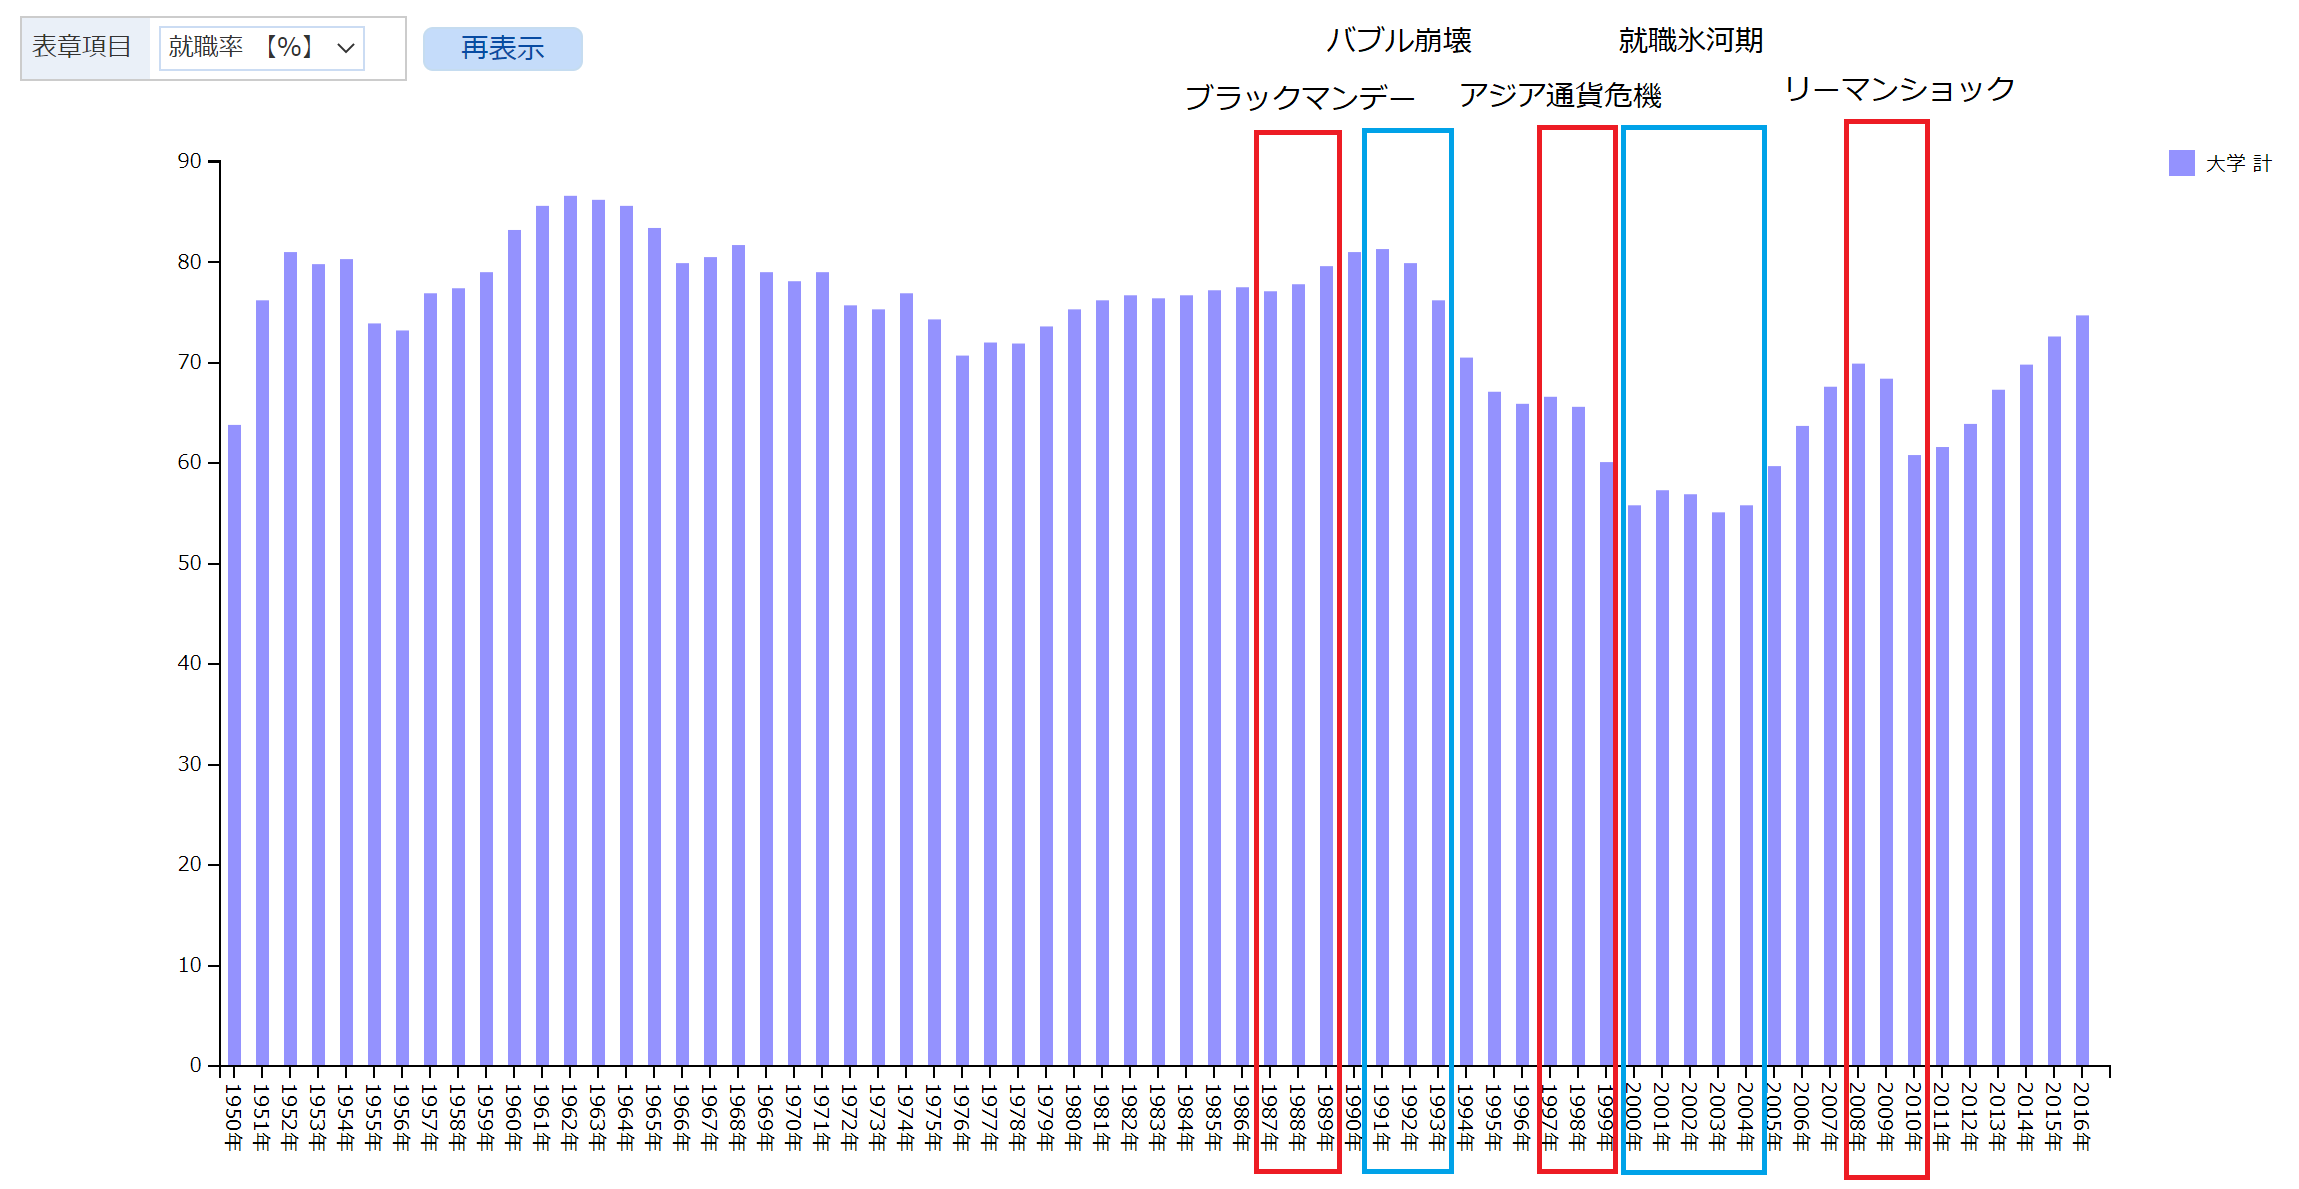 表章項目 就職率 【%】 再表示
バブル崩壊 就職氷河期
ブラックマンデー アジア通貨危機 リーマンショック
大学 計
90
80
70
60
50
40
30
20
10
0
1950年
1951年
1952年
1953年
1954年
1955年
1956年
1957年
1958年
1959年
1960年
1961年
1962年
1963年
1964年
1965年
1966年
1967年
1968年
1969年
1970年
1971年
1972年
1973年
1974年
1975年
1976年
1977年
1978年
1979年
1980年
1981年
1982年
1983年
1984年
1985年
1986年
1987年
1988年
1989年
1990年
1991年
1992年
1993年
1994年
1995年
1996年
1997年
1998年
1999年
2000年
2001年
2002年
2003年
2004年
2005年
2006年
2007年
2008年
2009年
2010年
2011年
2012年
2013年
2014年
2015年
2016年